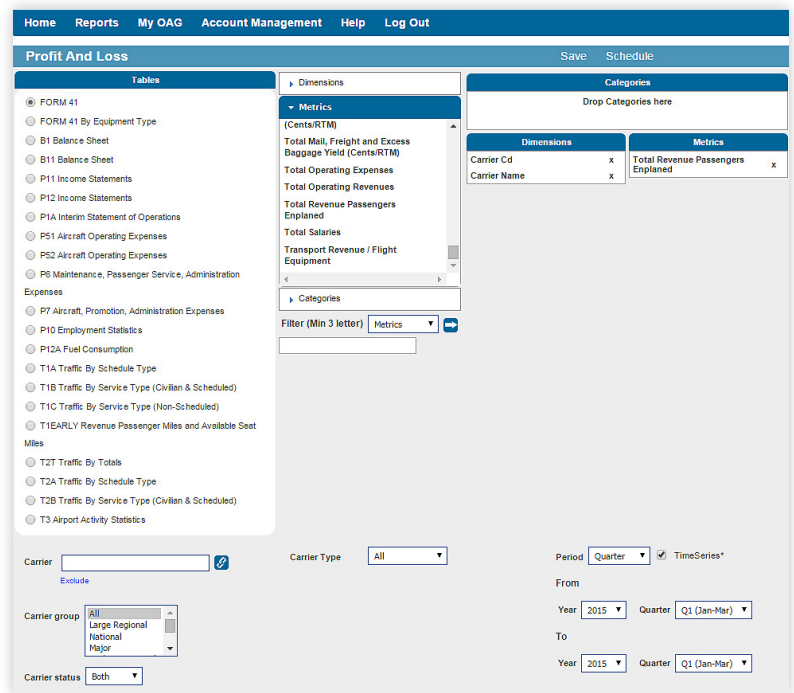 Home Reports My OAG Account Management Help Log Out
Profit And Loss Save Schedule
Tables
FORM 41
FORM 41 By Equipment Type
B1 Balance Sheet
B11 Balance Sheet
P11 Income Statements
P12 Income Statements
P1A Interim Statement of Operations
P51 Aircraft Operating Expenses
P52 Aircraft Operating Expenses
P6 Maintenance, Passenger Service, Administration
Expenses
P7 Aircraft, Promotion, Administration Expenses
P10 Employment Statistics
P12A Fuel Consumption
T1A Traffic By Schedule Type
T1B Traffic By Service Type (Civilian & Scheduled)
T1C Traffic By Service Type (Non-Scheduled)
T1EARLY Revenue Passenger Miles and Available Seat
Miles
T2T Traffic By Totals
T2A Traffic By Schedule Type
T2B Traffic By Service Type (Civilian & Scheduled)
T3 Airport Activity Statistics
Dimensions
Metrics
(Cents/RTM)
Total Mail, Freight and Excess
Baggage Yield (Cents/RTM)
Total Operating Expenses
Total Operating Revenues
Total Revenue Passengers
Enplaned
Total Salaries
Transport Revenue / Flight
Equipment
Categories
Filter (Min 3 letter) Metrics
Categories
Drop Categories here
Dimensions
Carrier Cd x
Carrier Name x
Metrics
Total Revenue Passengers
Enplaned x
Carrier
Exclude
Carrier group All
Large Regional
National
Major
Carrier status Both
Carrier Type All
Period Quarter TimeSeries*
From
Year 2015 Quarter Q1 (Jan-Mar)
To
Year 2015 Quarter Q1 (Jan-Mar)